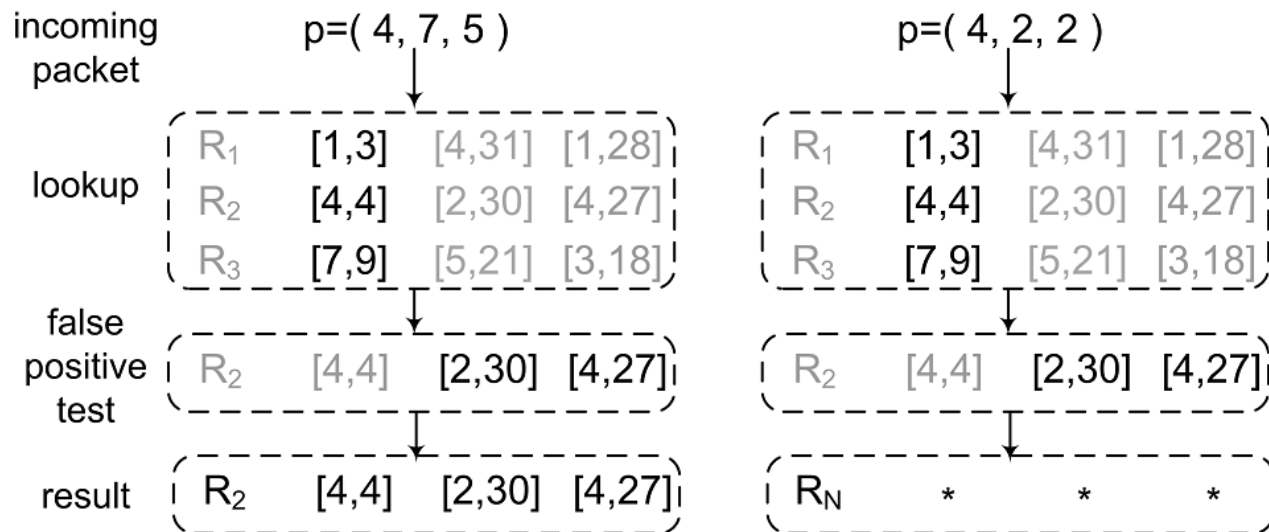 incoming packet p=( 4, 7, 5 ) p=( 4, 2, 2 )
lookup
R1 [1,3] [4,31] [1,28] R1 [1,3] [4,31] [1,28]
R2 [4,4] [2,30] [4,27] R2 [4,4] [2,30] [4,27]
R3 [7,9] [5,21] [3,18] R3 [7,9] [5,21] [3,18]
false
positive
test
R2 [4,4] [2,30] [4,27] R2 [4,4] [2,30] [4,27]
result R2 [4,4] [2,30] [4,27] RN * * *